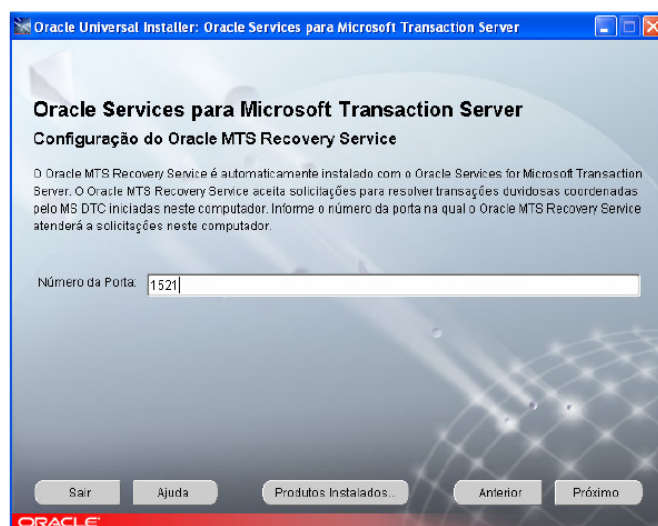 Oracle Universal Installer: Oracle Services para Microsoft Transaction Server
Oracle Services para Microsoft Transaction Server
Configuração do Oracle MTS Recovery Service
O Oracle MTS Recovery Service é automaticamente instalado com o Oracle Services for Microsoft Transaction
Server. O Oracle MTS Recovery Service aceita solicitações para resolver transações duvidosas coordenadas
pelo MS DTC iniciadas neste computador. Informe o número da porta na qual o Oracle MTS Recovery Service
atenderá a solicitações neste computador.
Número da Porta: 1521
Sair Ajuda Produtos Instalados... Anterior Próximo
ORACLE